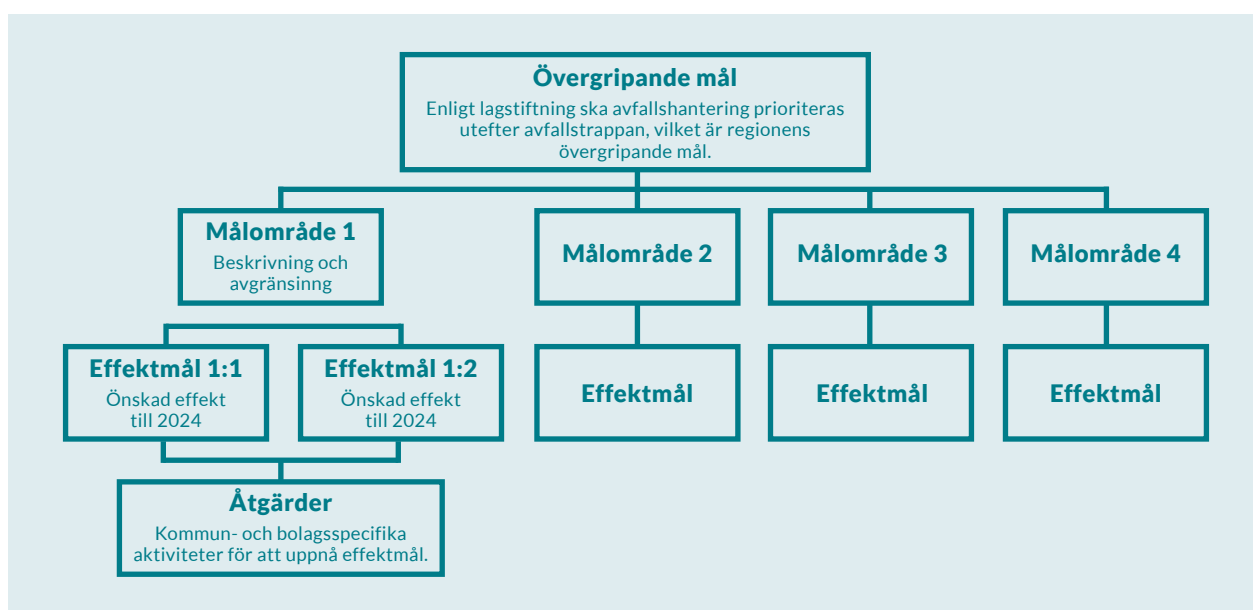 Övergripande mål
Enligt lagstiftning ska avfallshantering prioriteras
utefter avfallstrappan, vilket är regionens
övergripande mål.
Målområde 1
Beskrivning och
avgränsinng
Målområde 2
Målområde 3
Målområde 4
Effektmål 1:1
Önskad effekt
till 2024
Effektmål 1:2
Önskad effekt
till 2024
Effektmål
Effektmål
Effektmål
Åtgärder
Kommun- och bolagsspecifika
aktiviteter för att uppnå effektmål.